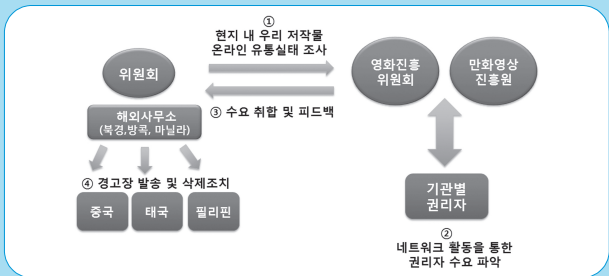 ①
현지 내 우리 저작물
온라인 유통실태 조사
위원회
영화진흥
위원회
만화영상
진흥원
③ 수요 취합 및 피드백
해외사무소
(북경,방콕, 마닐라)
④ 경고장 발송 및 삭제조치
중국
태국
필리핀
기관별
권리자
②
네트워크 활동을 통한
권리자 수요 파악